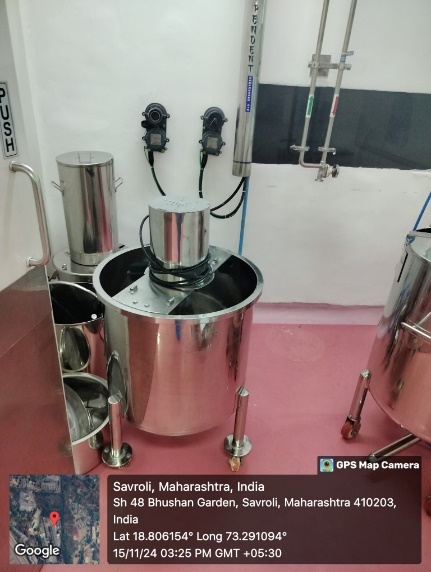 PENDENT
PUSH
GPS Map Camera
Savroli, Maharashtra, India
Sh 48 Bhushan Garden, Savroli, Maharashtra 410203,
India
Lat 18.806154° Long 73.291094°
15/11/24 03:25 PM GMT +05:30
Google